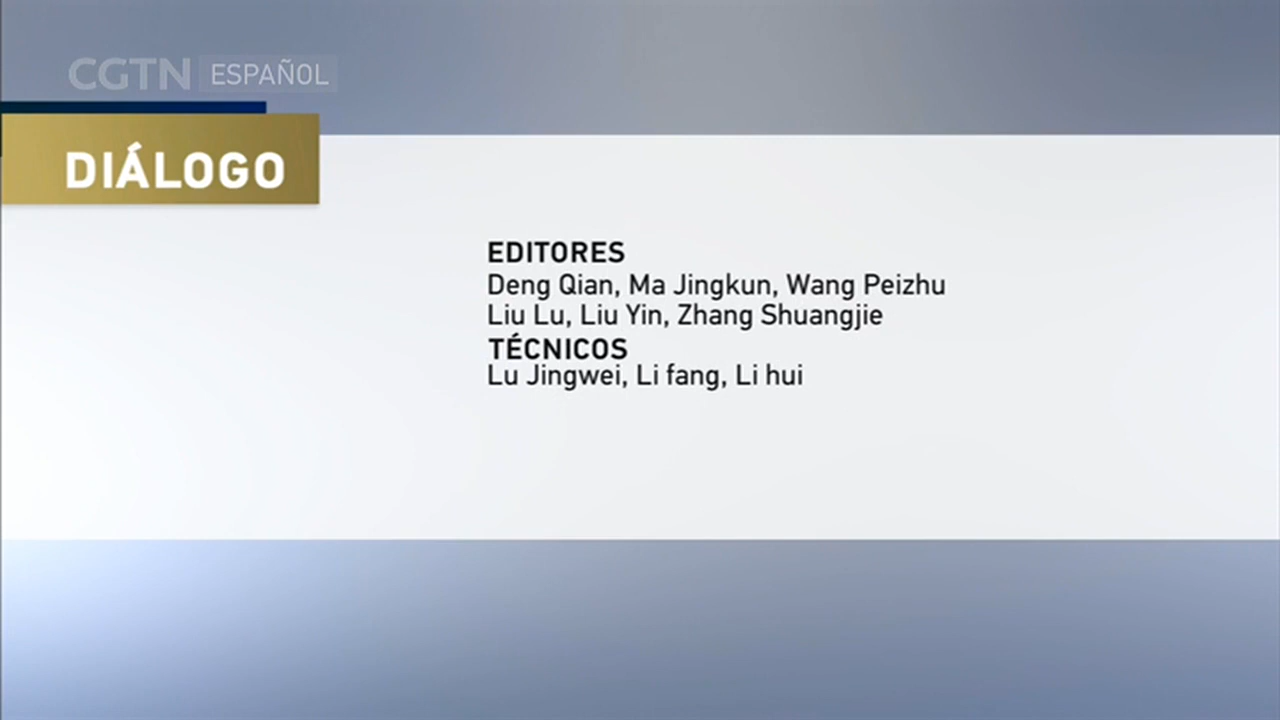 CGTN ESPAÑOL
DIÁLOGO
EDITORES
Deng Qian, Ma Jingkun, Wang Peizhu
Liu Lu, Liu Yin, Zhang Shuangjie
TÉCNICOS
Lu Jingwei, Li fang, Li hui